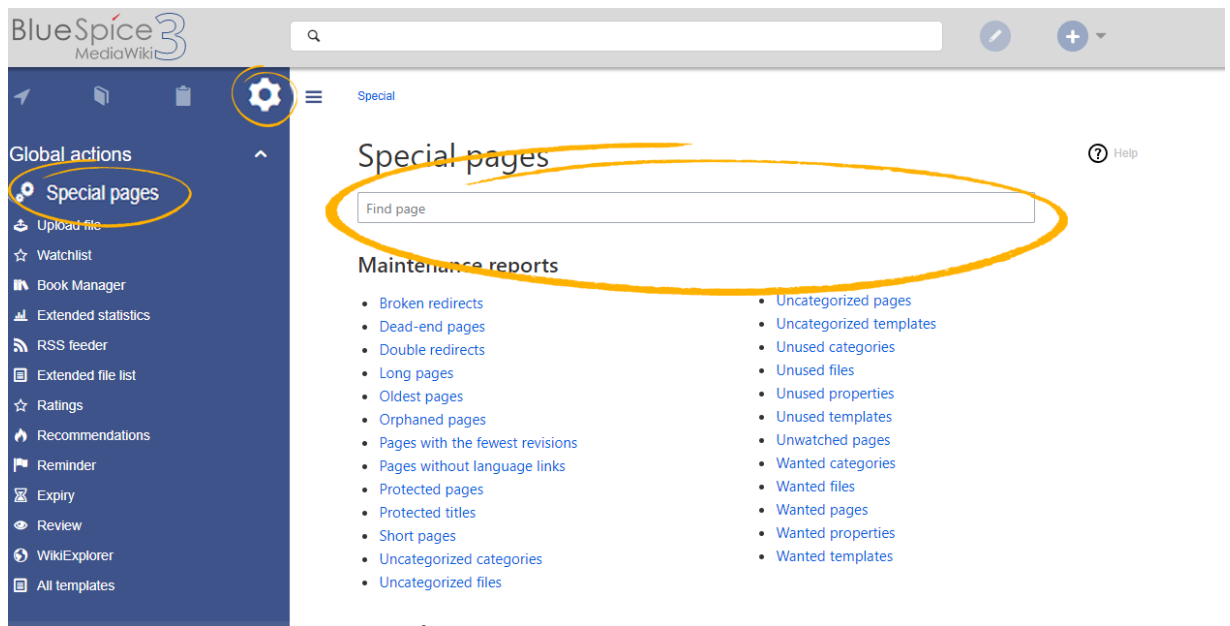 BlueSpice 3
MediaWiki
Special
Global actions
Special pages
Upload file
Watchlist
Book Manager
Extended statistics
RSS feeder
Extended file list
Ratings
Recommendations
Reminder
Expiry
Review
WikiExplorer
All templates
Special pages
Help
Find page
Maintenance reports
Broken redirects
Dead-end pages
Double redirects
Long pages
Oldest pages
Orphaned pages
Pages with the fewest revisions
Pages without language links
Protected pages
Protected titles
Short pages
Uncategorized categories
Uncategorized files
Uncategorized pages
Uncategorized templates
Unused categories
Unused files
Unused properties
Unused templates
Unwatched pages
Wanted categories
Wanted files
Wanted pages
Wanted properties
Wanted templates